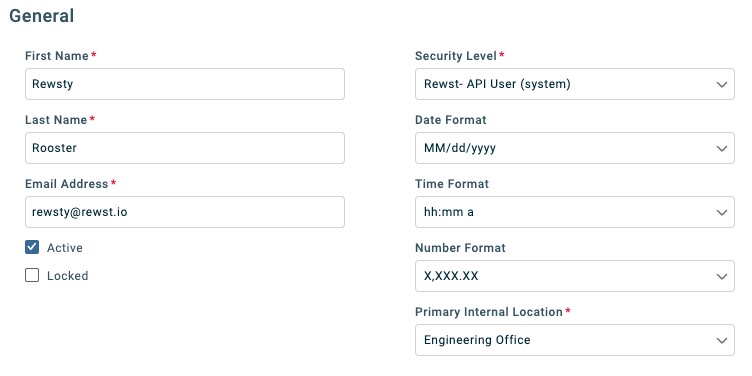 General
First Name*
Rewsty
Last Name*
Rooster
Email Address*
rewsty@rewst.io
Active
Locked
Security Level*
Rewst- API User (system)
Date Format
MM/dd/yyyy
Time Format
hh:mm a
Number Format
X,XXX.XX
Primary Internal Location*
Engineering Office